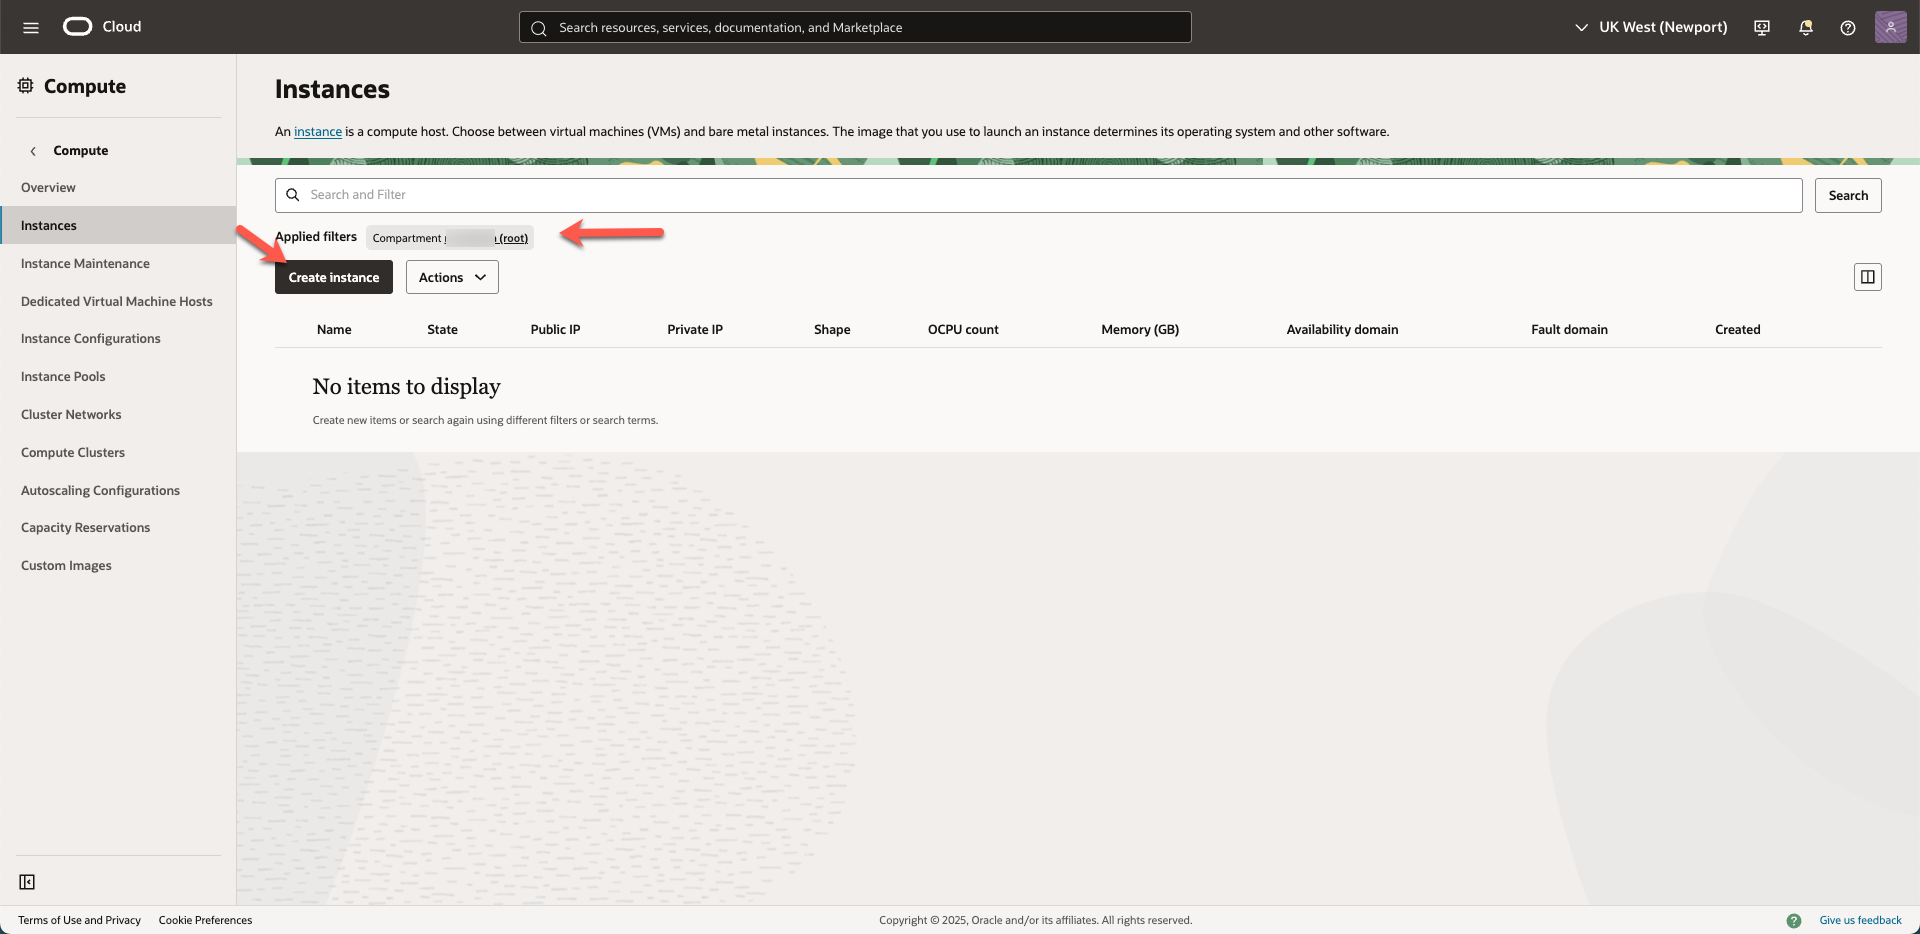 Cloud
Search resources, services, documentation, and Marketplace
UK West (Newport)
Compute
Compute
Overview
Instances
Instance Maintenance
Dedicated Virtual Machine Hosts
Instance Configurations
Instance Pools
Cluster Networks
Compute Clusters
Autoscaling Configurations
Capacity Reservations
Custom Images
Instances
An instance is a compute host. Choose between virtual machines (VMs) and bare metal instances. The image that you use to launch an instance determines its operating system and other software.
Search and Filter
Search
Applied filters
Compartment (root)
Create instance
Actions
Name State Public IP Private IP Shape OCPU count Memory (GB) Availability domain Fault domain Created
No items to display
Create new items or search again using different filters or search terms.
Terms of Use and Privacy
Cookie Preferences
Copyright © 2025, Oracle and/or its affiliates. All rights reserved.
Give us feedback